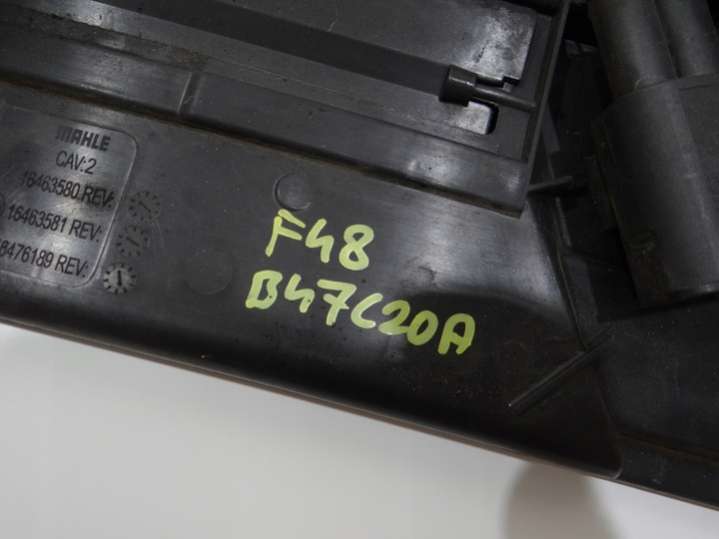 MAHLE
CAV:2
16463580 REV:
16463581 REV:
8476189 REV:
F48
B47C20A